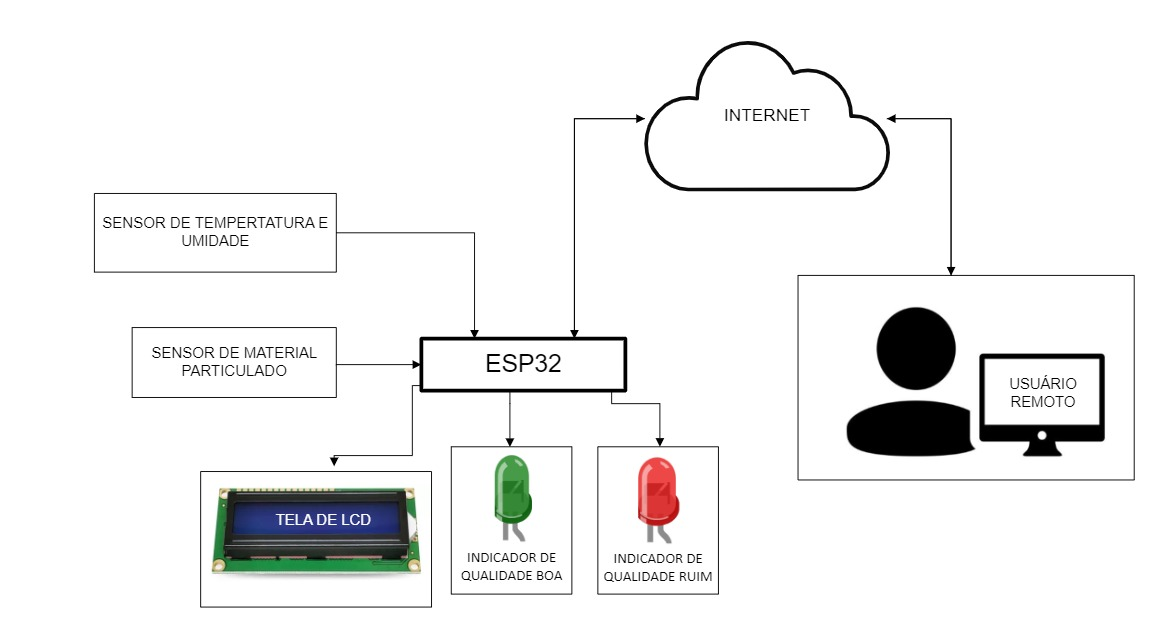 INTERNET
SENSOR DE TEMPERTATURA E
UMIDADE
SENSOR DE MATERIAL
PARTICULADO
ESP32
USUÁRIO
REMOTO
TELA DE LCD
INDICADOR DE
QUALIDADE BOA
INDICADOR DE
QUALIDADE RUIM